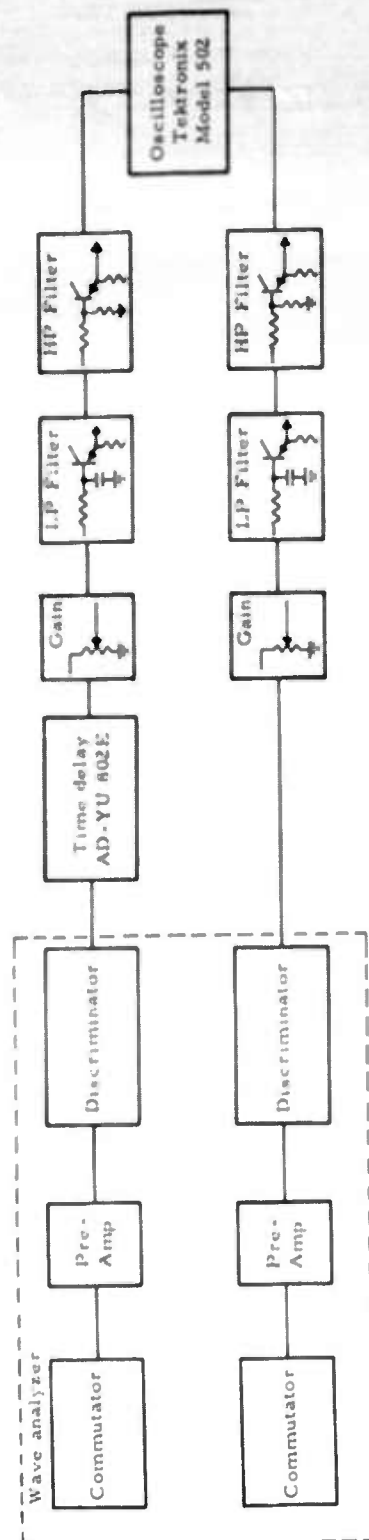 Wave analyzer
Commutator
Pre-
Amp
Discriminator
Time delay
AD-YU 802E
Gain
LP Filter
HP Filter
Oscilloscope
Tektronix
Model 502
Commutator
Pre-
Amp
Discriminator
Gain
LP Filter
HP Filter